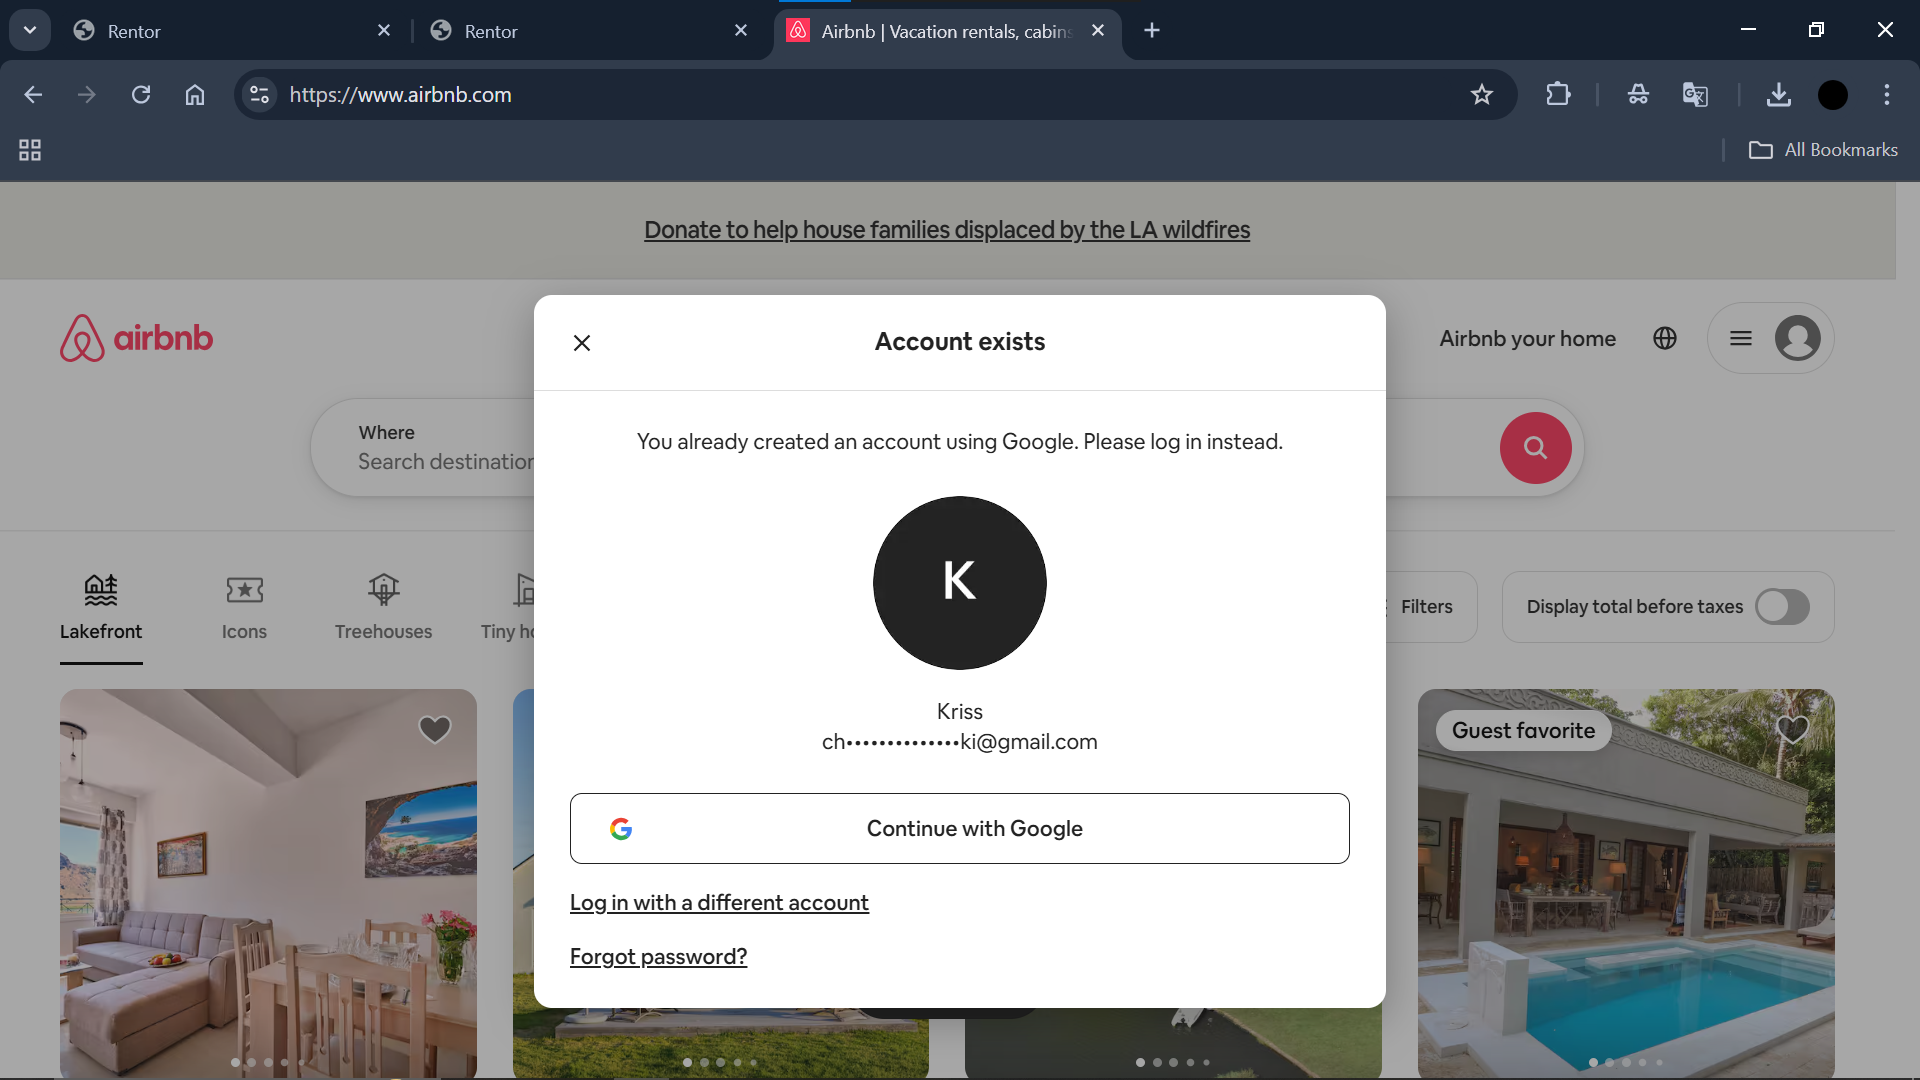 Rentor
Rentor
Airbnb | Vacation rentals, cabins
https://www.airbnb.com
All Bookmarks
Donate to help house families displaced by the LA wildfires
airbnb
Airbnb your home
Where
Search destination
Account exists
You already created an account using Google. Please log in instead.
K
Kriss
ch••••••••••••••ki@gmail.com
Continue with Google
Log in with a different account
Forgot password?
Lakefront
Icons
Treehouses
Tiny ho
Filters
Display total before taxes
Guest favorite